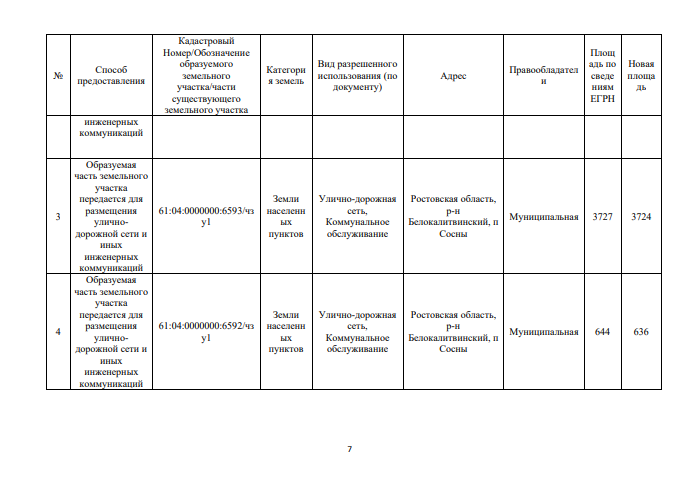 №
Способ
предоставления
Кадастровый
Номер/Обозначение
образуемого
земельного
участка/части
существующего
земельного участка
Категори
я земель
Вид разрешенного
использования (по
документу)
Адрес
Правообладател
и
Площ
адь по
сведе
ниям
ЕГРН
Новая
площа
дь
инженерных
коммуникаций
3
Образуемая
часть земельного
участка
передается для
размещения
улично-
дорожной сети и
иных
инженерных
коммуникаций
61:04:0000000:6593/чз
у1
Земли
населенн
ых
пунктов
Улично-дорожная
сеть,
Коммунальное
обслуживание
Ростовская область,
р-н
Белокалитвинский, п
Сосны
Муниципальная
3727
3724
4
Образуемая
часть земельного
участка
передается для
размещения
улично-
дорожной сети и
иных
инженерных
коммуникаций
61:04:0000000:6592/чз
у1
Земли
населенн
ых
пунктов
Улично-дорожная
сеть,
Коммунальное
обслуживание
Ростовская область,
р-н
Белокалитвинский, п
Сосны
Муниципальная
644
636
7